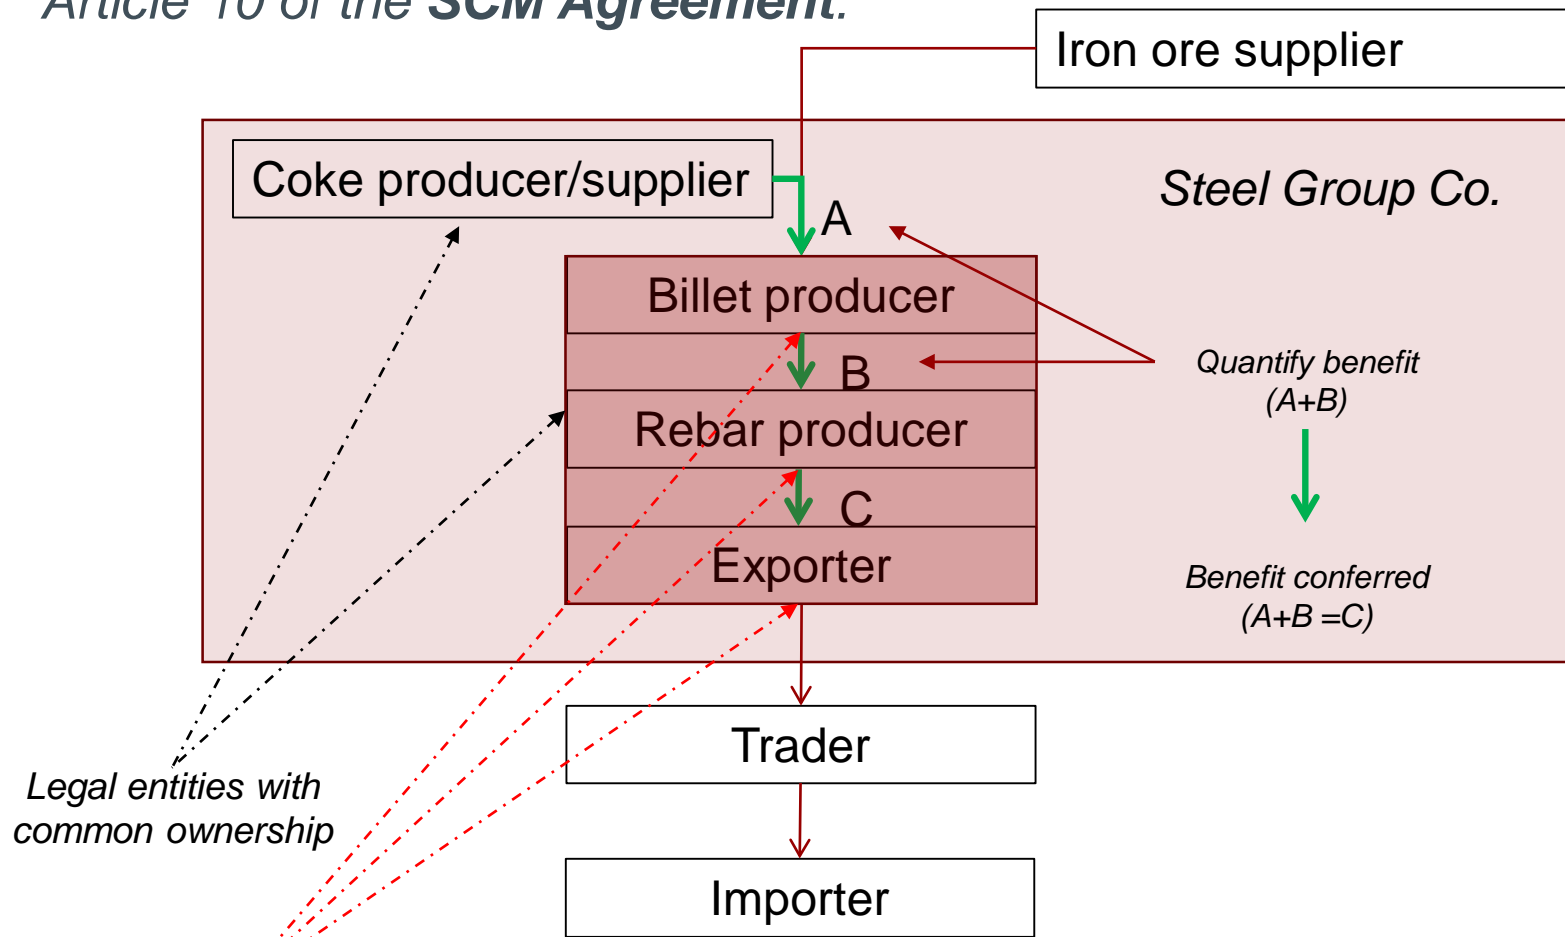 Article 10 of the SCM Agreement.
Iron ore supplier
Coke producer/supplier
Steel Group Co.
A
Billet producer
B
Quantify benefit
(A+B)
Rebar producer
C
Exporter
Benefit conferred
(A+B =C)
Trader
Legal entities with
common ownership
Importer